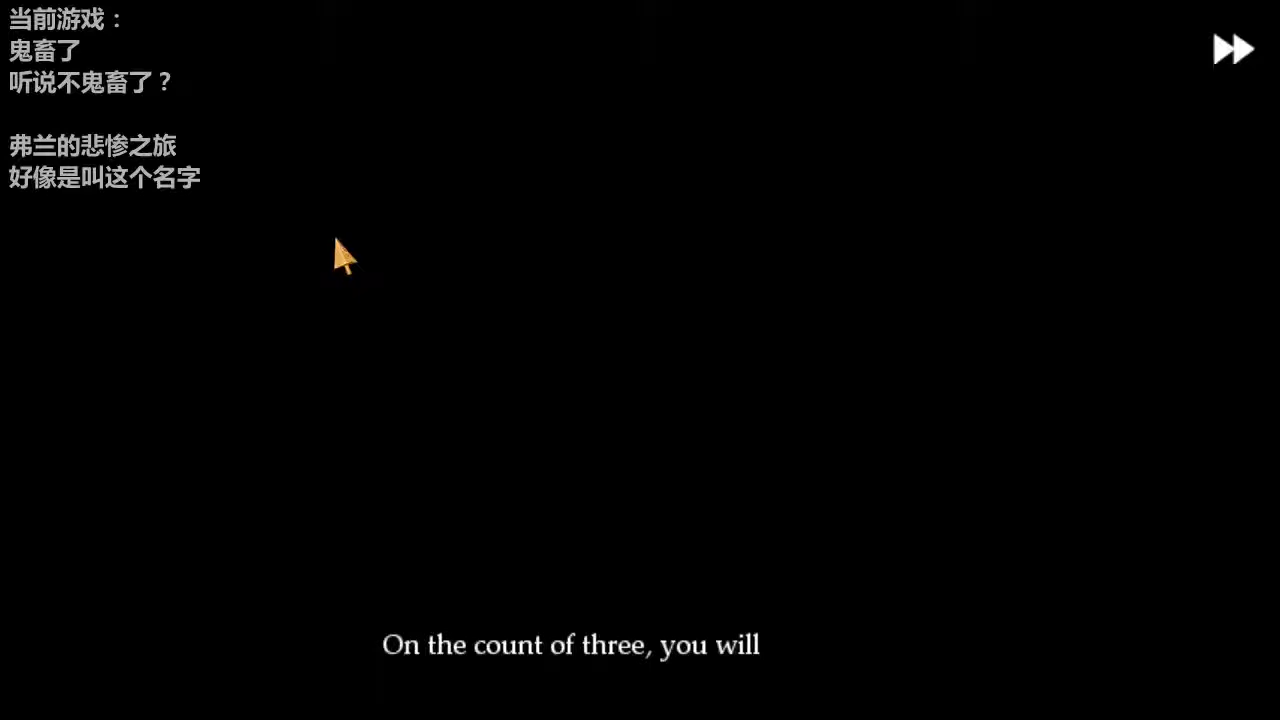 当前游戏：
鬼畜了
听说不鬼畜了？
弗兰的悲惨之旅
好像是叫这个名字
On the count of three, you will